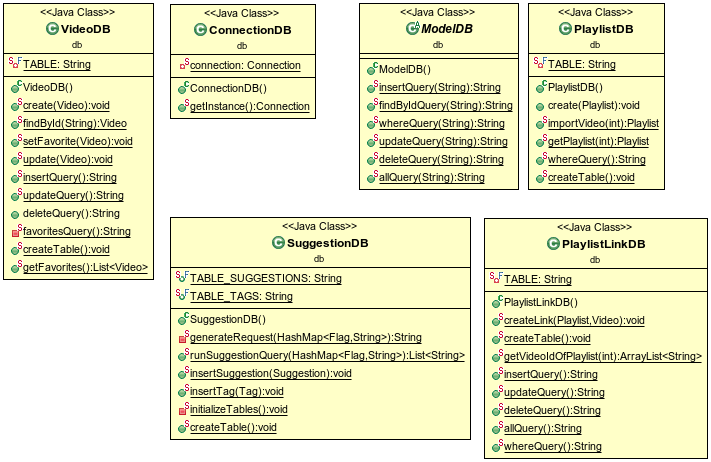 <<Java Class>>
VideoDB
db
TABLE: String
VideoDB()
create(Video):void
findById(String):Video
setFavorite(Video):void
update(Video):void
insertQuery():String
updateQuery():String
deleteQuery():String
favoritesQuery():String
createTable():void
getFavorites():List<Video>
<<Java Class>>
ConnectionDB
db
connection: Connection
ConnectionDB()
getInstance():Connection
<<Java Class>>
ModelDB
db
ModelDB()
insertQuery(String):String
findByIdQuery(String):String
whereQuery(String):String
updateQuery(String):String
deleteQuery(String):String
allQuery(String):String
<<Java Class>>
PlaylistDB
db
TABLE: String
PlaylistDB()
create(Playlist):void
importVideo(int):Playlist
getPlaylist(int):Playlist
whereQuery():String
createTable():void
<<Java Class>>
SuggestionDB
db
TABLE_SUGGESTIONS: String
TABLE_TAGS: String
SuggestionDB()
generateRequest(HashMap<Flag,String>):String
runSuggestionQuery(HashMap<Flag,String>):List<String>
insertSuggestion(Suggestion):void
insertTag(Tag):void
initializeTables():void
createTable():void
<<Java Class>>
PlaylistLinkDB
db
TABLE: String
PlaylistLinkDB()
createLink(Playlist,Video):void
createTable():void
getVideoIdOfPlaylist(int):ArrayList<String>
insertQuery():String
updateQuery():String
deleteQuery():String
allQuery():String
whereQuery():String